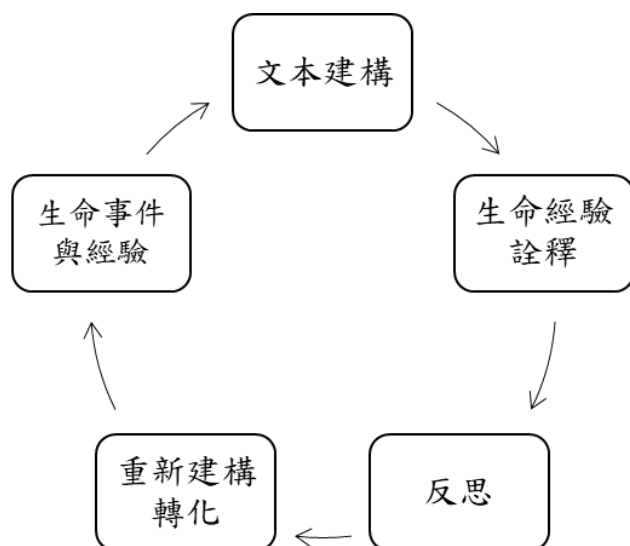 文本建構
生命經驗
詮釋
反思
重新建構
轉化
生命事件
與經驗